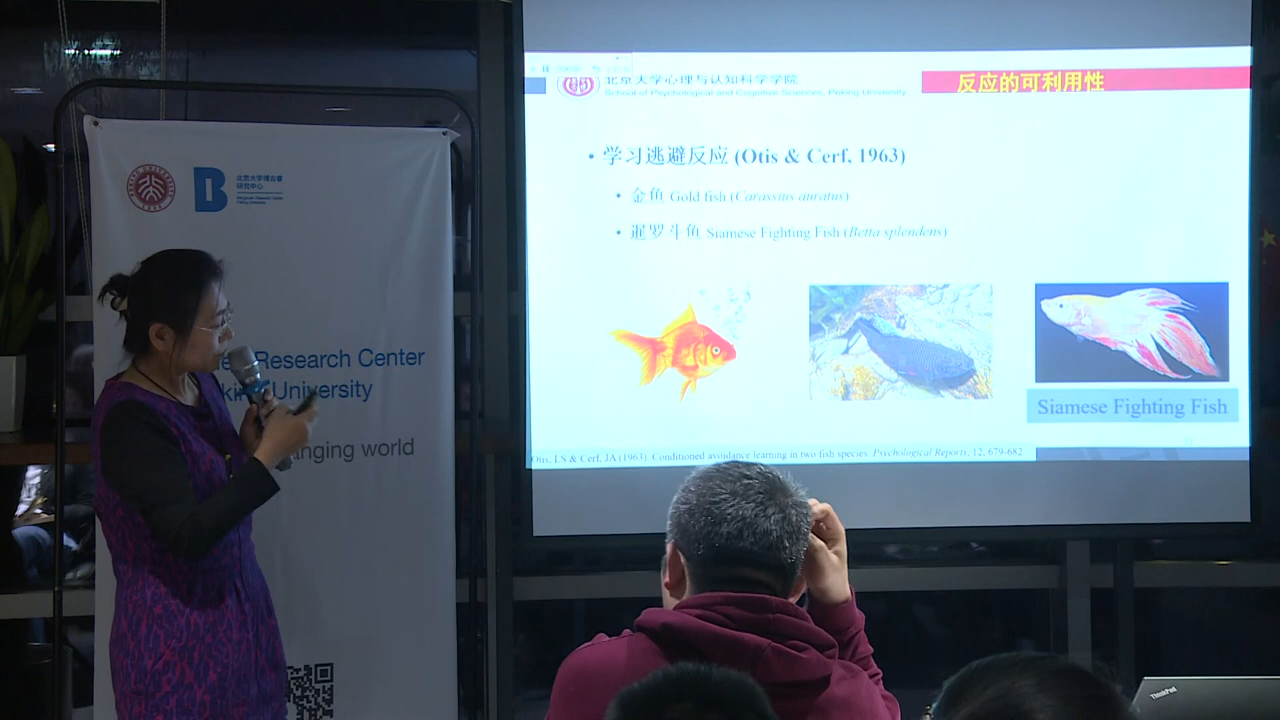 北京大学心理与认知科学学院
School of Psychological and Cognitive Sciences, Peking University
反应的可利用性
• 学习逃避反应 (Otis & Cerf, 1963)
• 金鱼 Gold fish (Carassius auratus)
• 暹罗斗鱼 Siamese Fighting Fish (Betta splendens)
Siamese Fighting Fish
Otis, LS & Cerf, JA (1963). Conditioned avoidance learning in two fish species. Psychological Reports, 12, 679-682
北京大学博古睿
研究中心
Research Center
University
anging world
ThinkPad